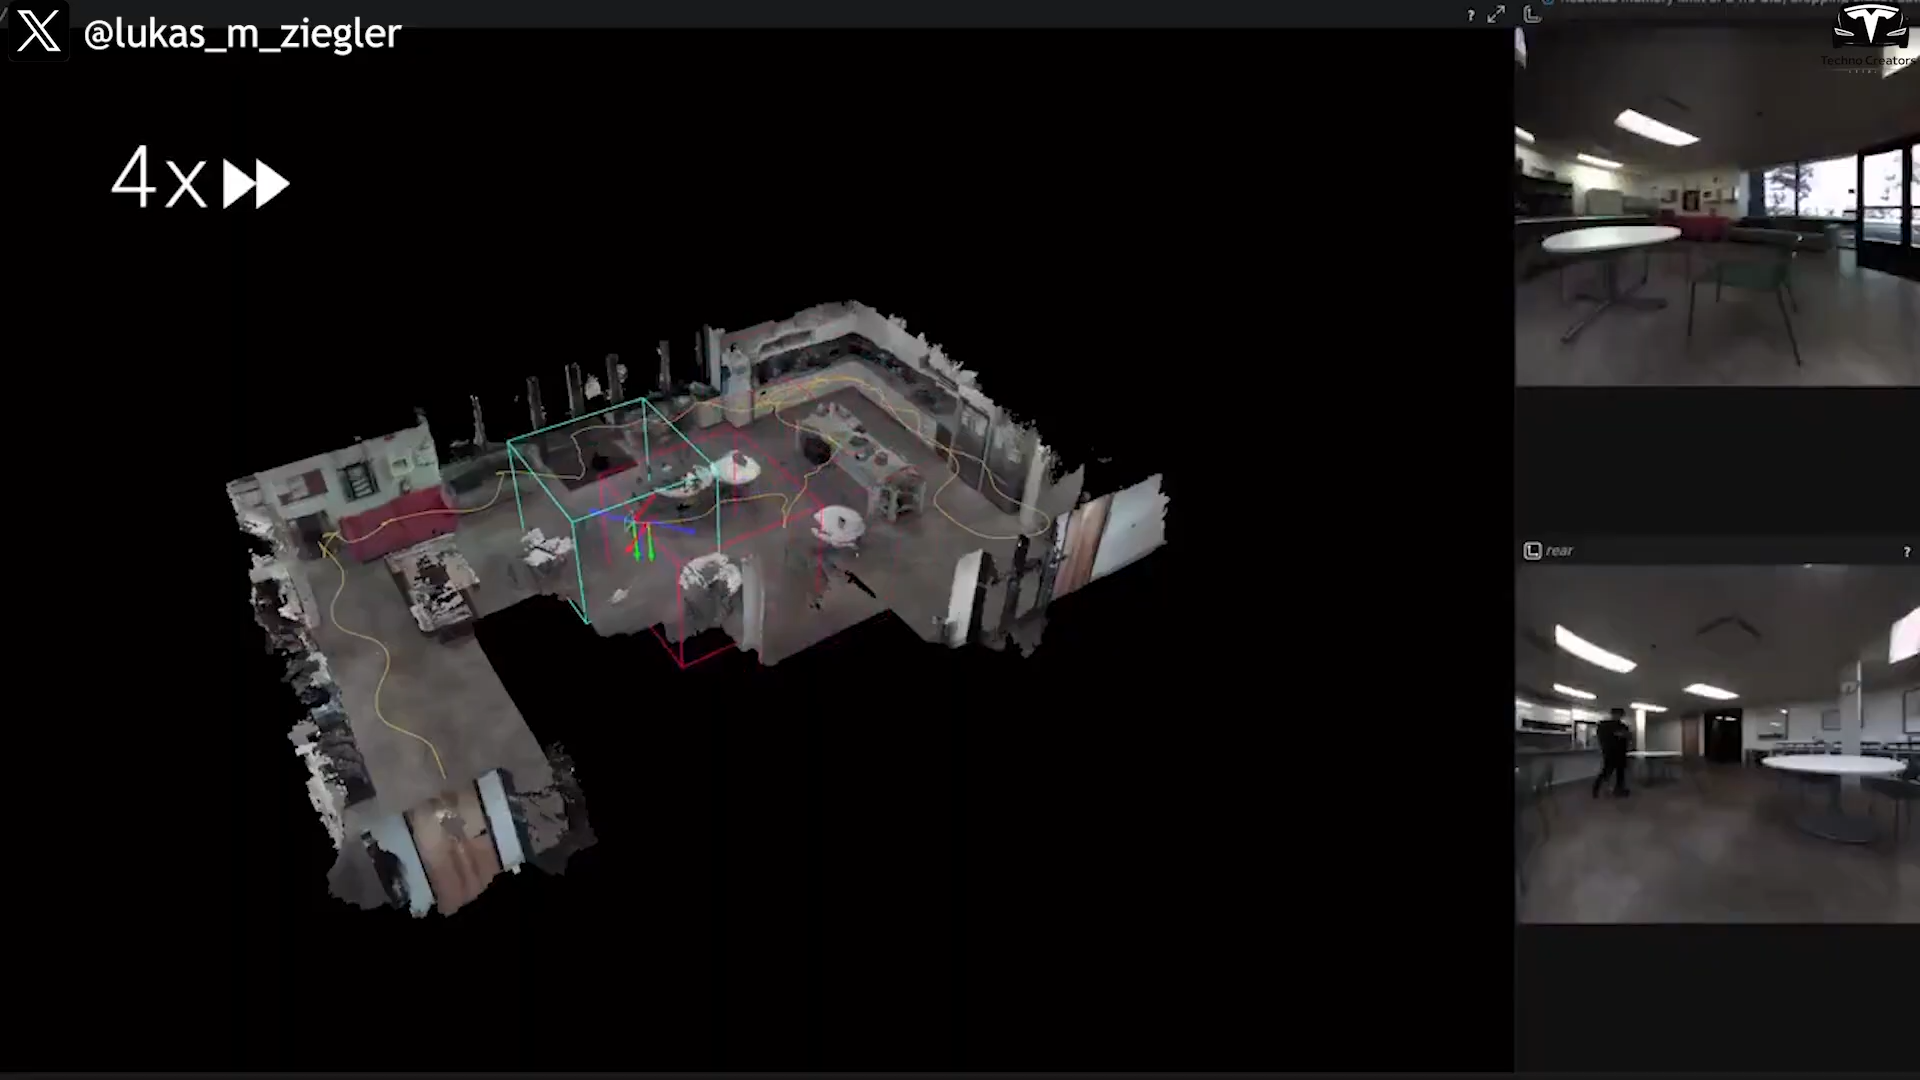 @lukas_m_ziegler
4x
?
Techno Creators
rear
?